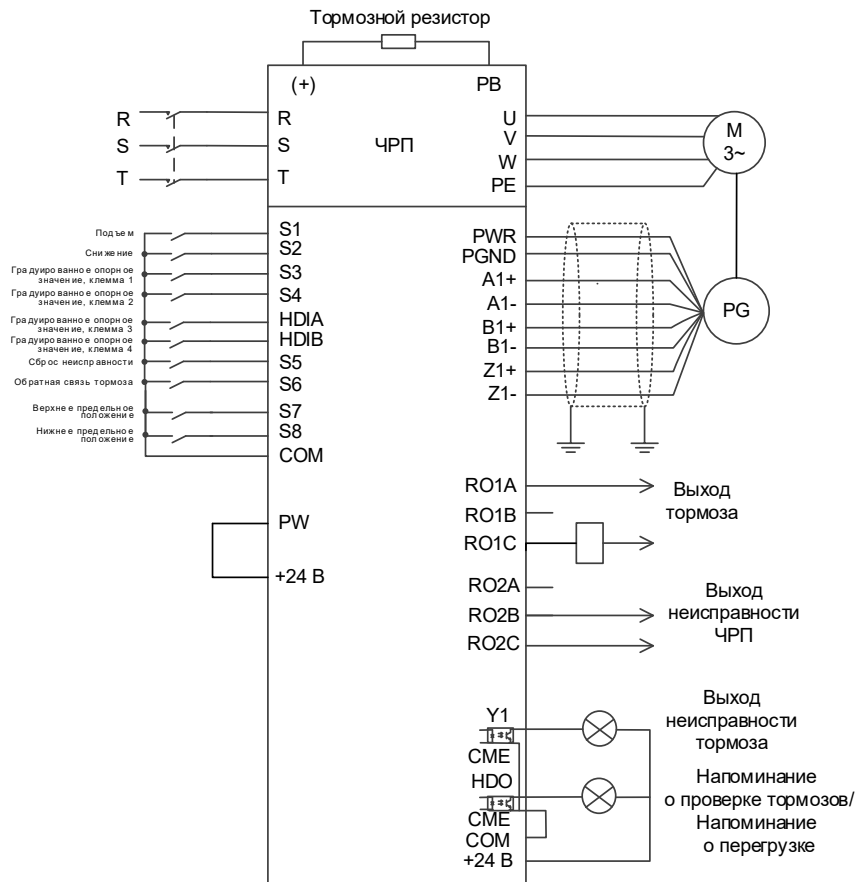 Тормозной резистор
(+)
PB
R
S
T
R
S
T
ЧРП
U
V
W
PE
M
3~
Подъем
Снижение
Градуированное опорное
значение, клемма 1
Градуированное опорное
значение, клемма 2
Градуированное опорное
значение, клемма 3
Градуированное опорное
значение, клемма 4
Сброс неисправности
Обратная связь тормоза
Верхнее предельное
положение
Нижнее предельное
положение
S1
S2
S3
S4
HDIA
HDIB
S5
S6
S7
S8
COM
PW
+24 В
PWR
PGND
A1+
A1-
B1+
B1-
Z1+
Z1-
PG
RO1A
RO1B
RO1C
Выход
тормоза
RO2A
RO2B
RO2C
Выход
неисправности
ЧРП
Y1
CME
HDO
CME
COM
+24 В
Выход
неисправности
тормоза
Напоминание
о проверке тормозов/
Напоминание
о перегрузке